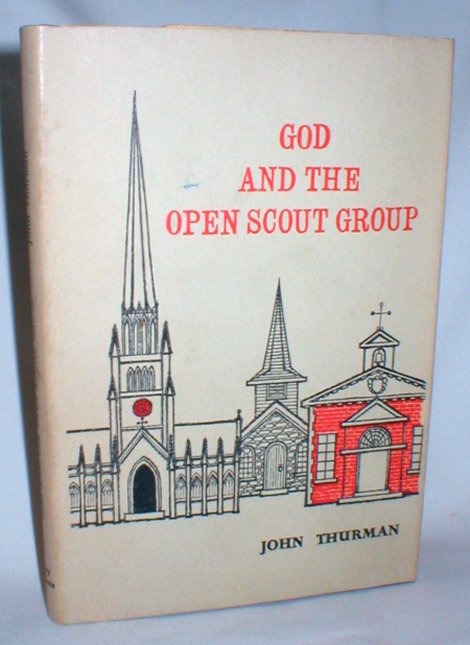 GOD
AND THE
OPEN SCOUT GROUP
JOHN THURMAN